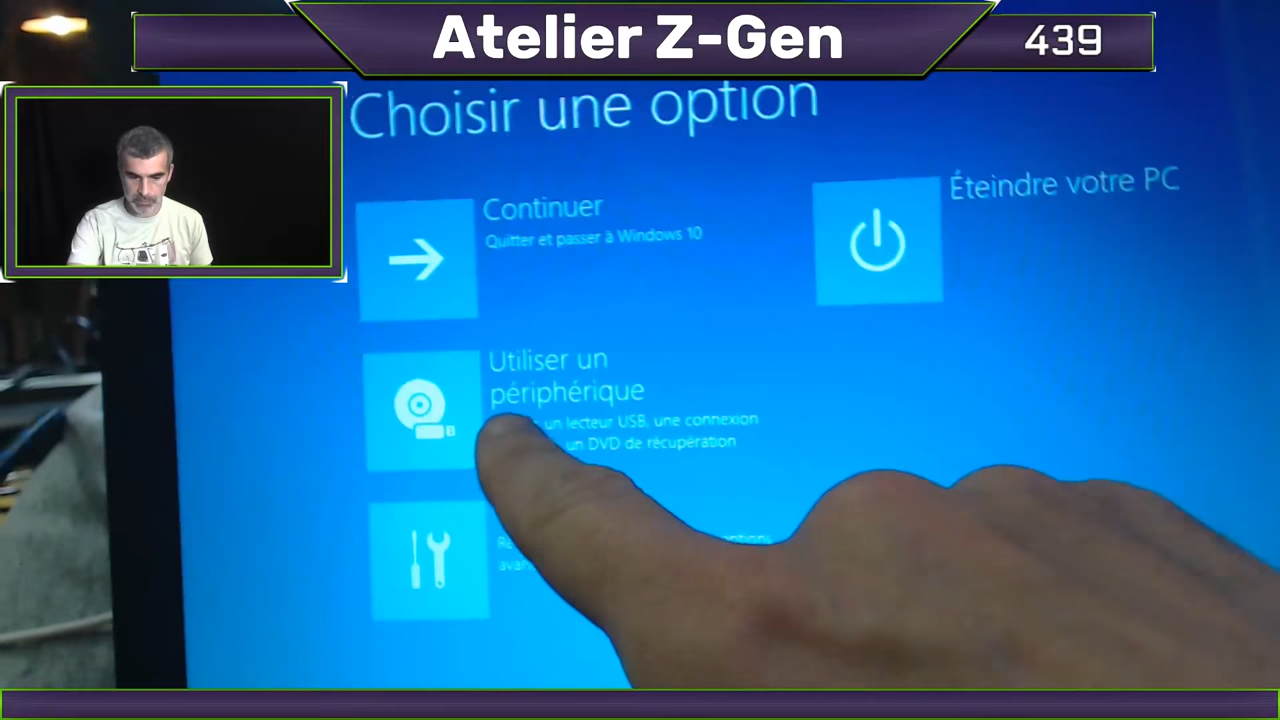 Atelier Z-Gen
439
Choisir une option
Continuer
Quitter et passer à Windows 10
Éteindre votre PC
Utiliser un
périphérique
un lecteur USB, une connexion
un DVD de récupération